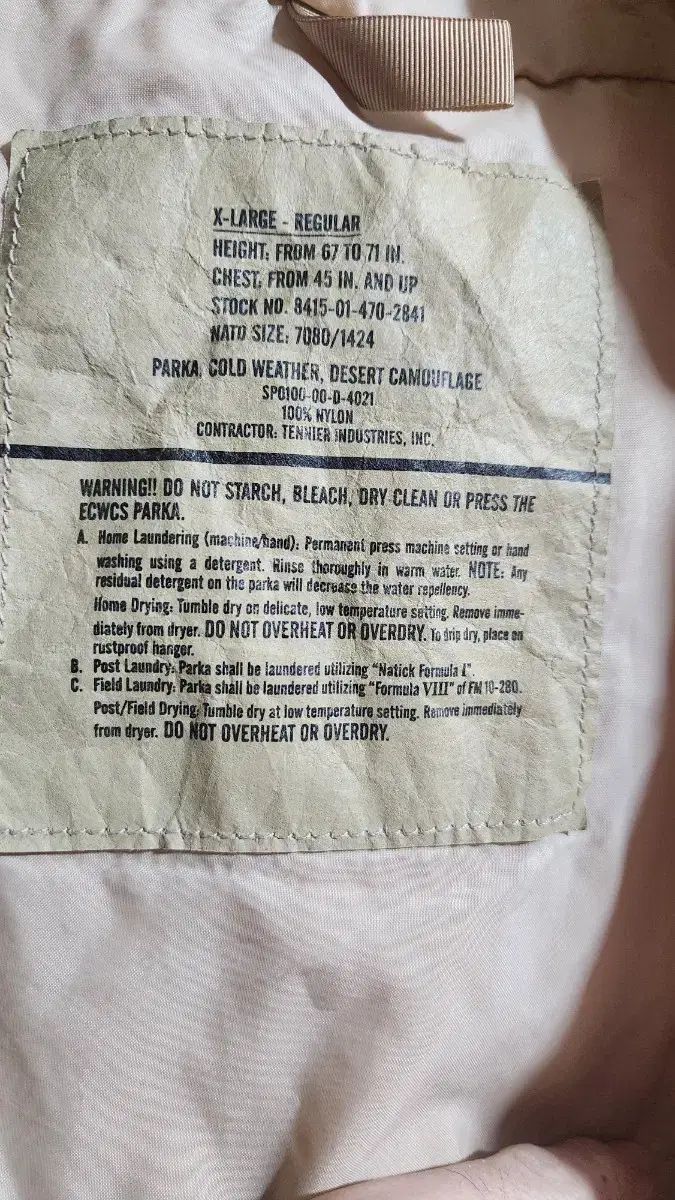 X-LARGE - REGULAR
HEIGHT: FROM 67 TO 71 IN.
CHEST: FROM 45 IN. AND UP
STOCK NO. 8415-01-470-2841
NATO SIZE: 7080/1424
PARKA, COLD WEATHER, DESERT CAMOUFLAGE
SPO100-00-D-4021
100% NYLON
CONTRACTOR: TENNIER INDUSTRIES, INC.
WARNING!! DO NOT STARCH, BLEACH, DRY CLEAN OR PRESS THE
ECWCS PARKA.
A. Home Laundering (machine/hand): Permanent press machine setting or hand
washing using a detergent. Rinse thoroughly in warm water. NOTE: Any
residual detergent on the parka will decrease the water repellency.
Home Drying: Tumble dry on delicate, low temperature setting. Remove imme-
diately from dryer. DO NOT OVERHEAT OR OVERDRY. To drip dry, place on
rustproof hanger.
B. Post Laundry: Parka shall be laundered utilizing "Natick Formula I".
C. Field Laundry: Parka shall be laundered utilizing "Formula VIII" of FM 10-280.
Post/Field Drying: Tumble dry at low temperature setting. Remove immediately
from dryer. DO NOT OVERHEAT OR OVERDRY.